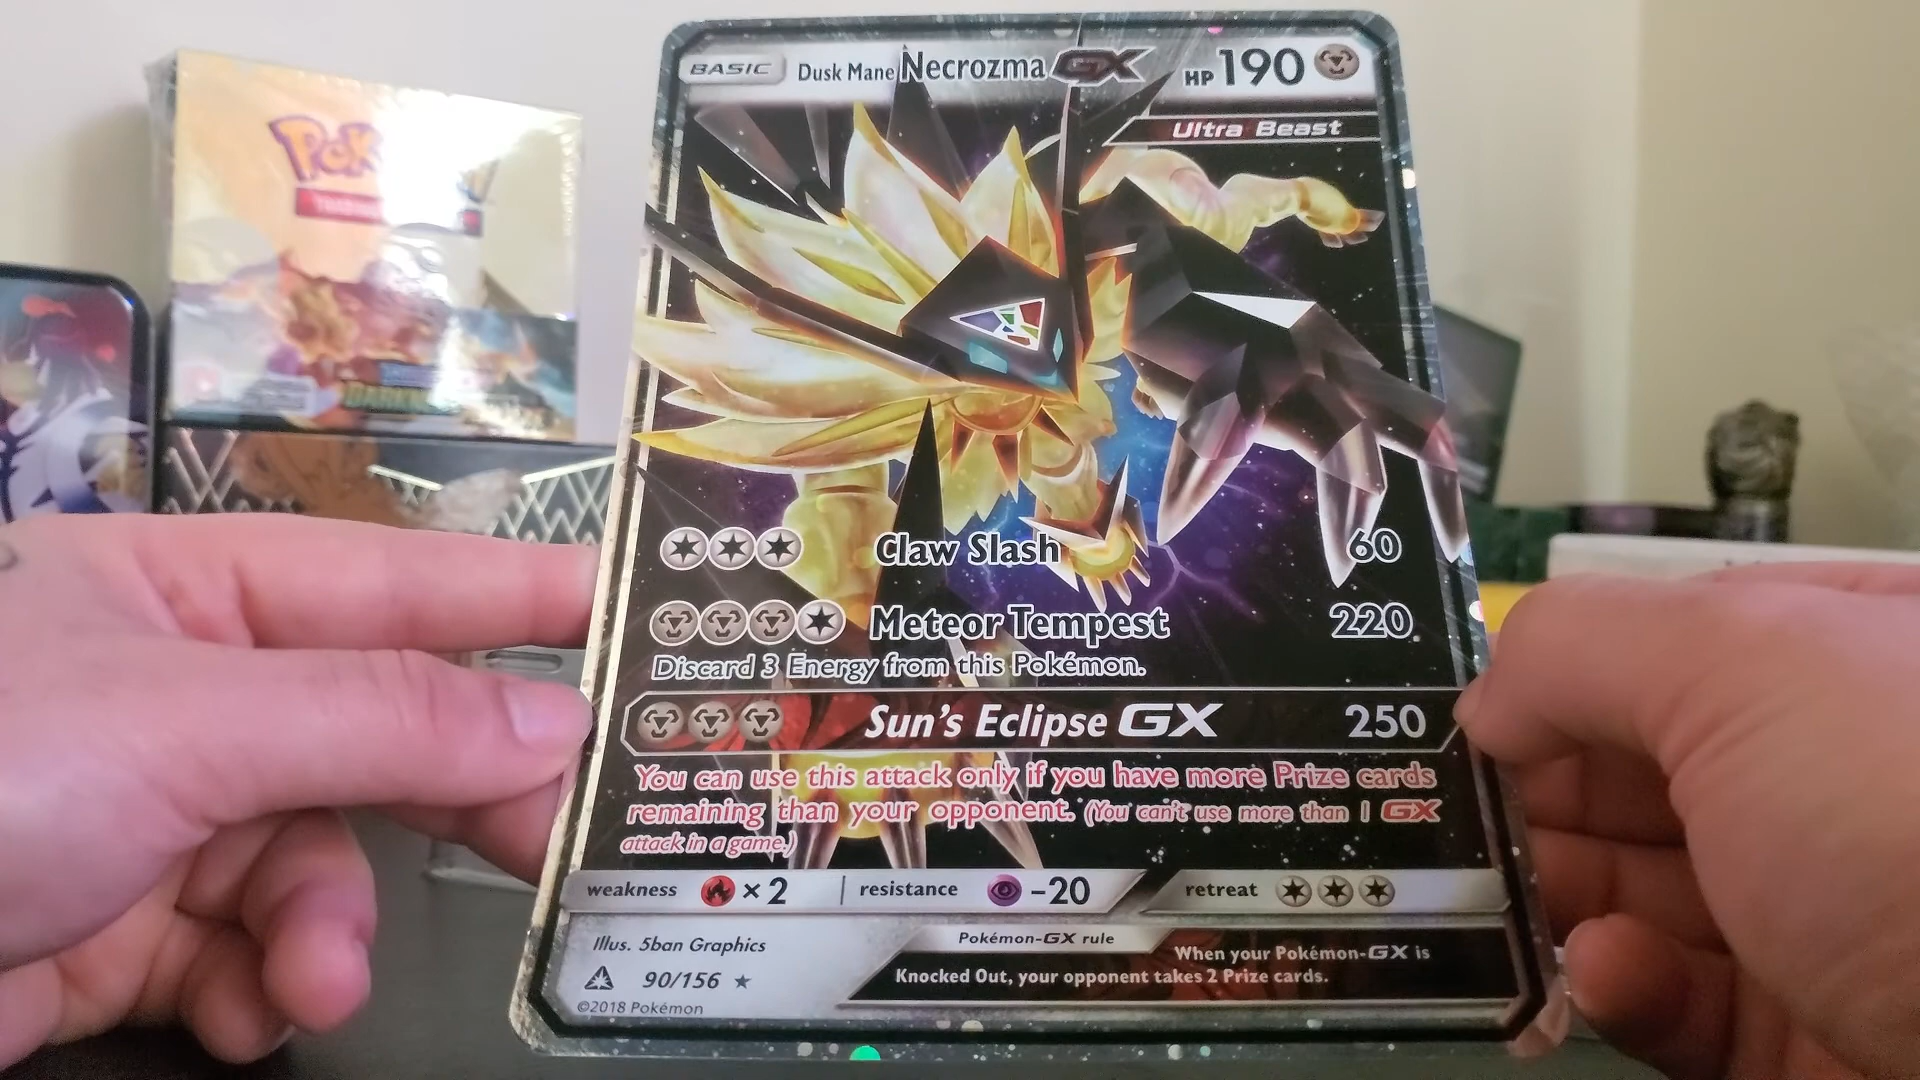 BASIC Dusk Mane Necrozma GX HP 190
Ultra Beast
Claw Slash 60
Meteor Tempest 220
Discard 3 Energy from this Pokémon.
Sun's Eclipse GX 250
You can use this attack only if you have more Prize cards
remaining than your opponent. (You can't use more than 1 GX
attack in a game.)
weakness ×2 resistance -20 retreat
Illus. 5ban Graphics
Pokémon-GX rule
When your Pokémon-GX is
Knocked Out, your opponent takes 2 Prize cards.
90/156
©2018 Pokémon